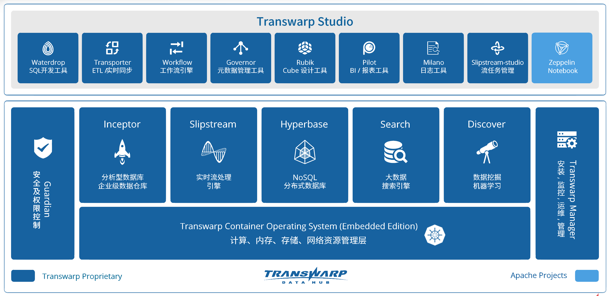 Transwarp Studio
Waterdrop
SQL开发工具
Transporter
ETL /实时同步
Workflow
工作流引擎
Governor
元数据管理工具
Rubik
Cube 设计工具
Pilot
BI / 报表工具
Milano
日志工具
Slipstream-studio
流任务管理
Zeppelin
Notebook
Guardian
安全及权限控制
Inceptor
分析型数据库
企业级数据仓库
Slipstream
实时流处理
引擎
Hyperbase
NoSQL
分布式数据库
Search
大数据
搜索引擎
Discover
数据挖掘
机器学习
Transwarp Manager
安装，监控，运维，管理
Transwarp Container Operating System (Embedded Edition)
计算、内存、存储、网络资源管理层
Transwarp Proprietary
TRANSWARP
DATA HUB
Apache Projects